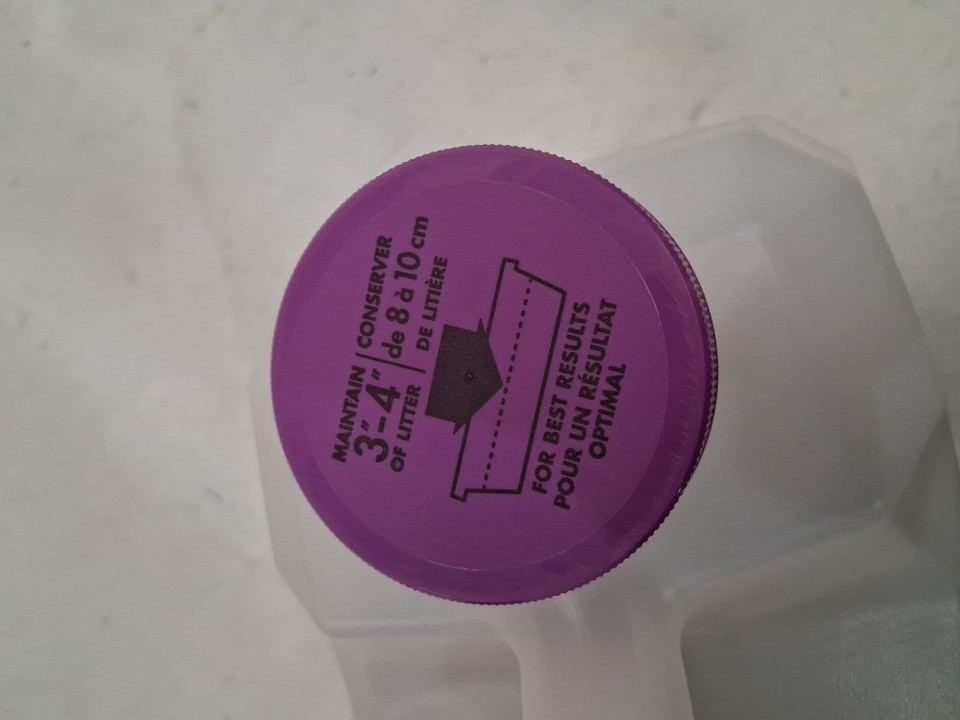 MAINTAIN
3"-4"
OF LITTER
CONSERVER
de 8 à 10 cm
DE LITIÈRE
FOR BEST RESULTS
POUR UN RÉSULTAT
OPTIMAL